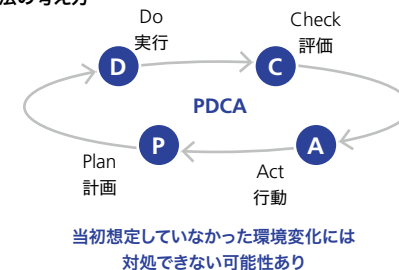 法の考え方
Do
実行
Check
評価
D
C
PDCA
P
A
Plan
計画
Act
行動
当初想定していなかった環境変化には
対処できない可能性あり